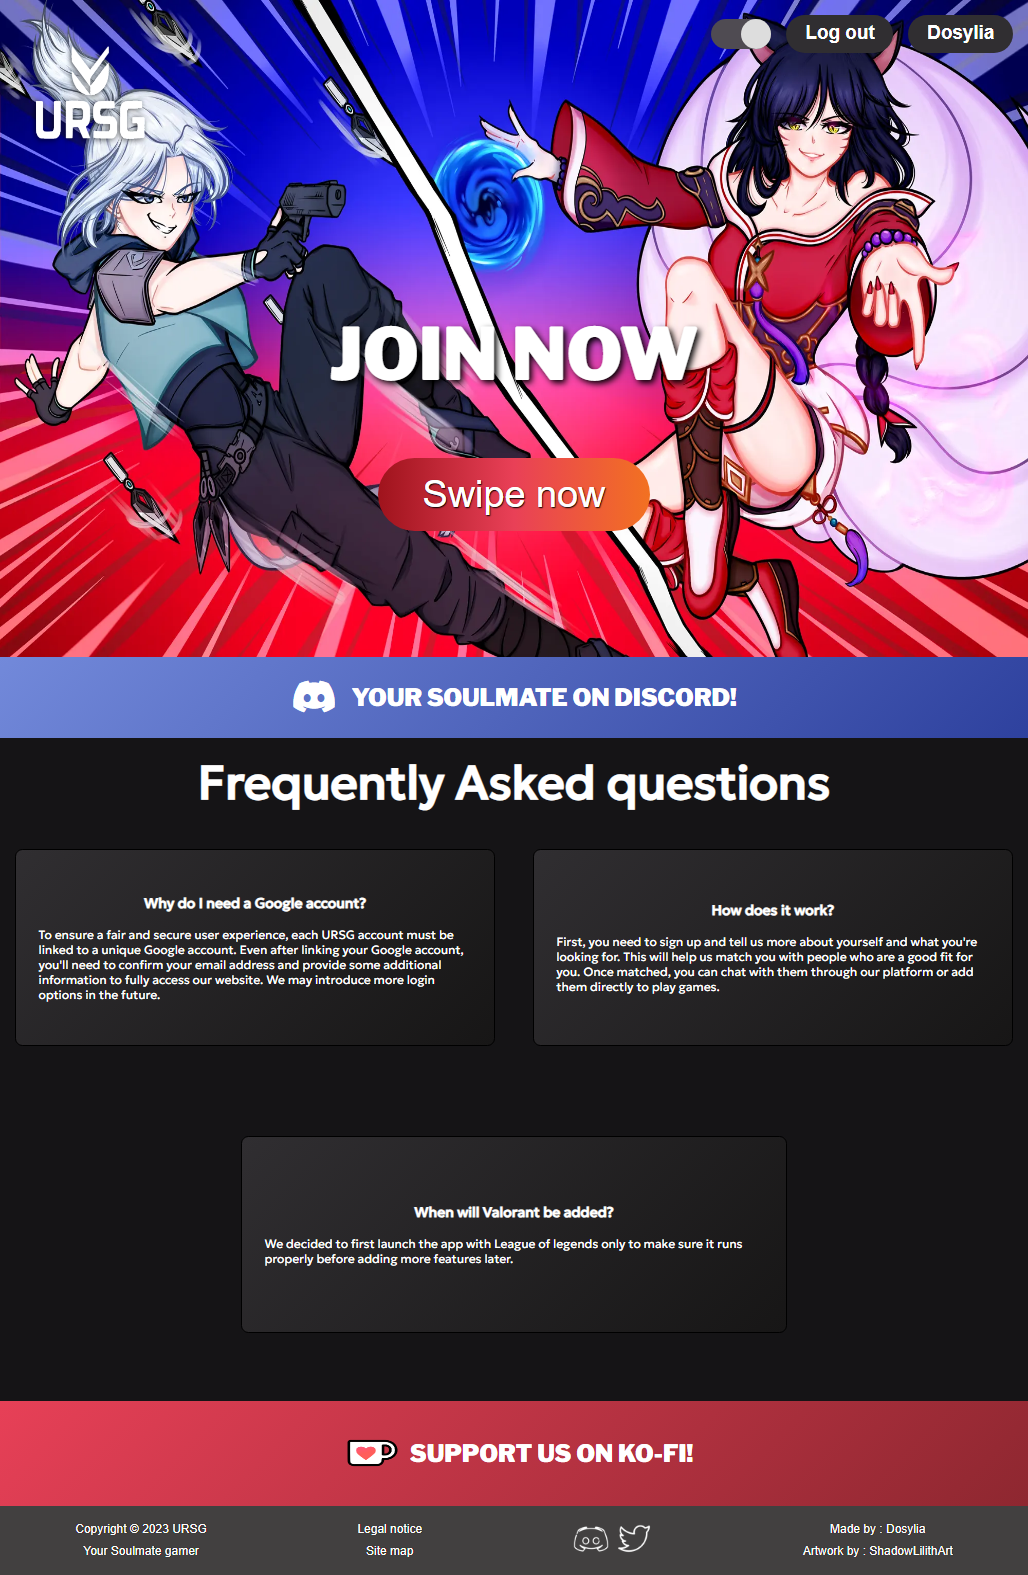 URSG
Log out
Dosylia
JOIN NOW
Swipe now
YOUR SOULMATE ON DISCORD!
Frequently Asked questions
Why do I need a Google account?
To ensure a fair and secure user experience, each URSG account must be
linked to a unique Google account. Even after linking your Google account,
you'll need to confirm your email address and provide some additional
information to fully access our website. We may introduce more login
options in the future.
How does it work?
First, you need to sign up and tell us more about yourself and what you're
looking for. This will help us match you with people who are a good fit for
you. Once matched, you can chat with them through our platform or add
them directly to play games.
When will Valorant be added?
We decided to first launch the app with League of legends only to make sure it runs
properly before adding more features later.
SUPPORT US ON KO-FI!
Copyright © 2023 URSG
Your Soulmate gamer
Legal notice
Site map
Made by : Dosylia
Artwork by : ShadowLilithArt